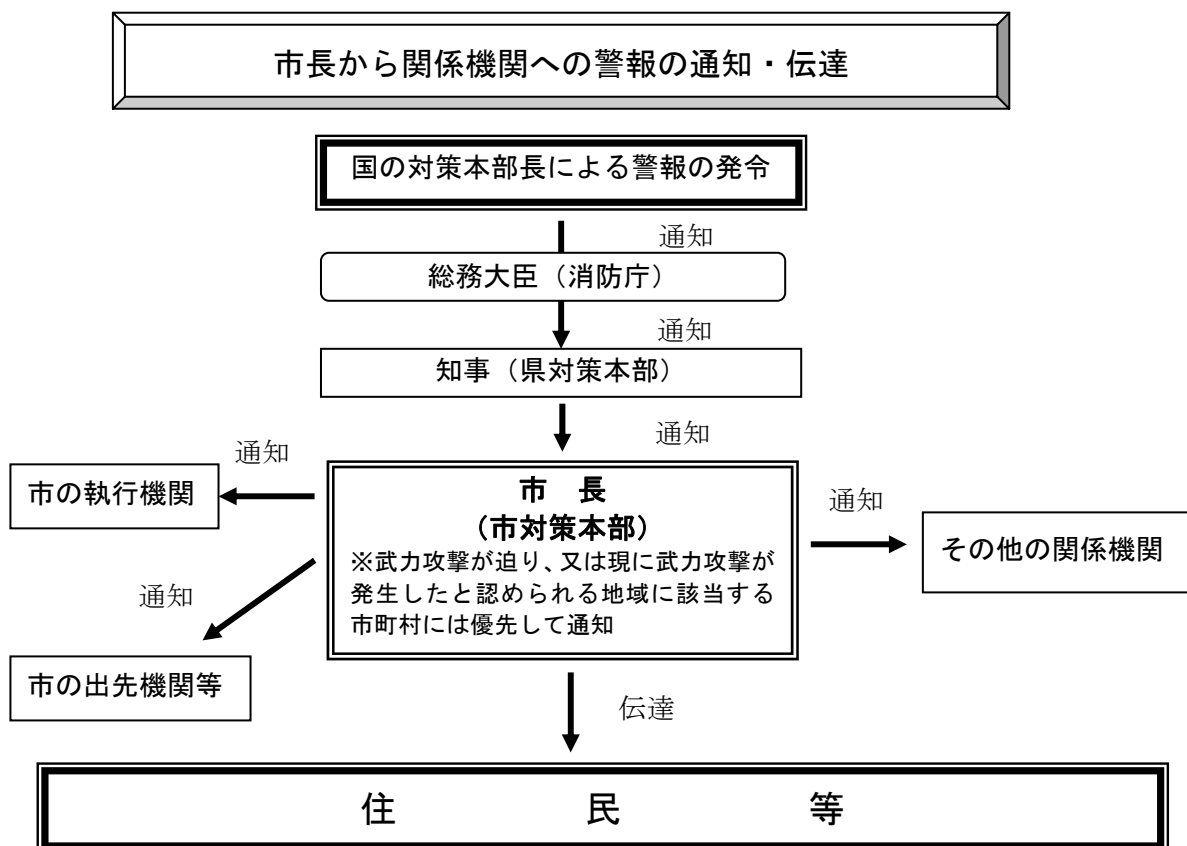 市長から関係機関への警報の通知・伝達
国の対策本部長による警報の発令
通知
総務大臣（消防庁）
通知
知事（県対策本部）
通知
通知
市の執行機関
市　長
（市対策本部）
※武力攻撃が迫り、又は現に武力攻撃が
発生したと認められる地域に該当する
市町村には優先して通知
通知
その他の関係機関
通知
市の出先機関等
伝達
住　民　等